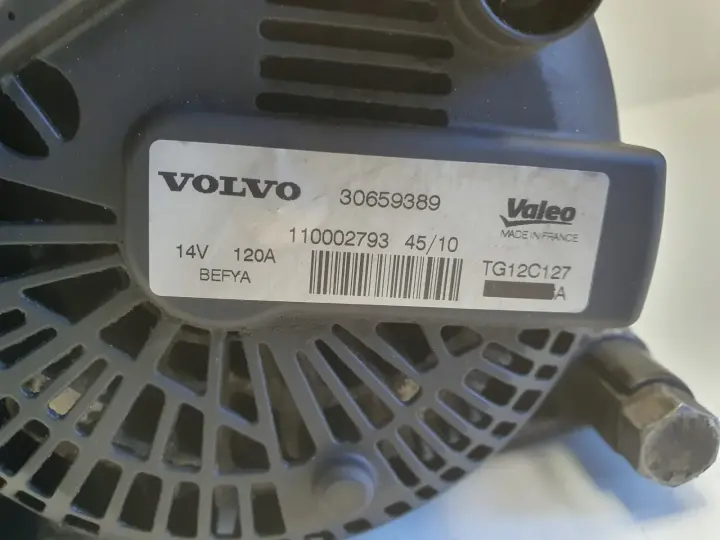 VOLVO 30659389
Valeo
MADE IN FRANCE
110002793 45/10
14V 120A
BEFYA
TG12C127
A